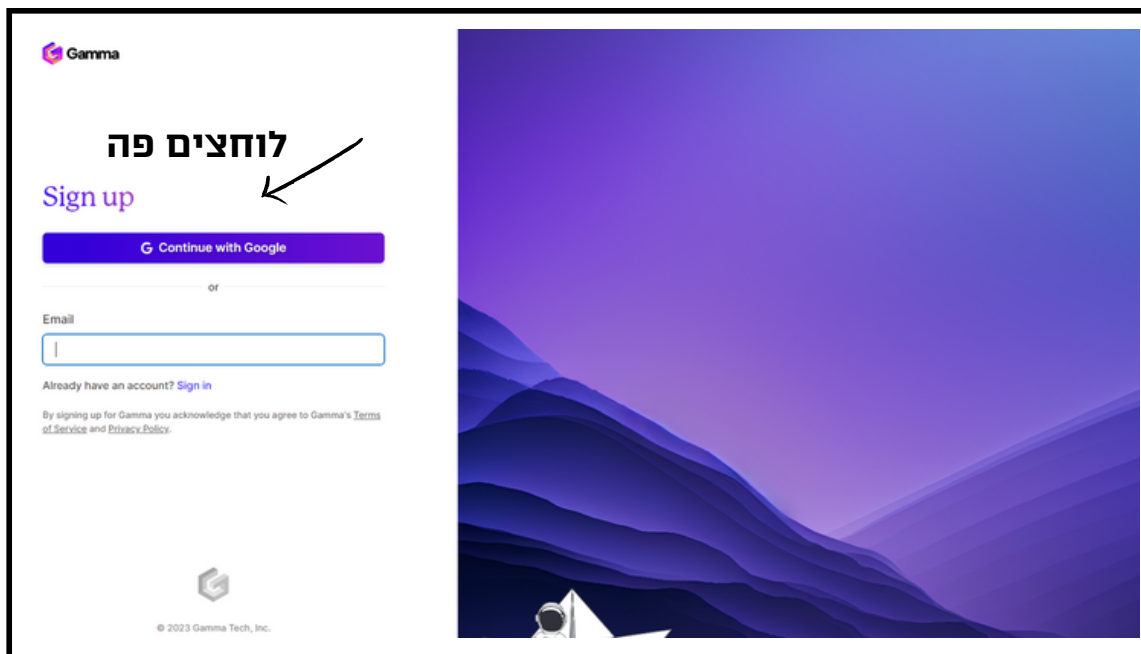 Gamma
לוחצים פה
Sign up
G Continue with Google
or
Email
Already have an account? Sign in
By signing up for Gamma you acknowledge that you agree to Gamma's Terms
of Service and Privacy Policy.
© 2023 Gamma Tech, Inc.